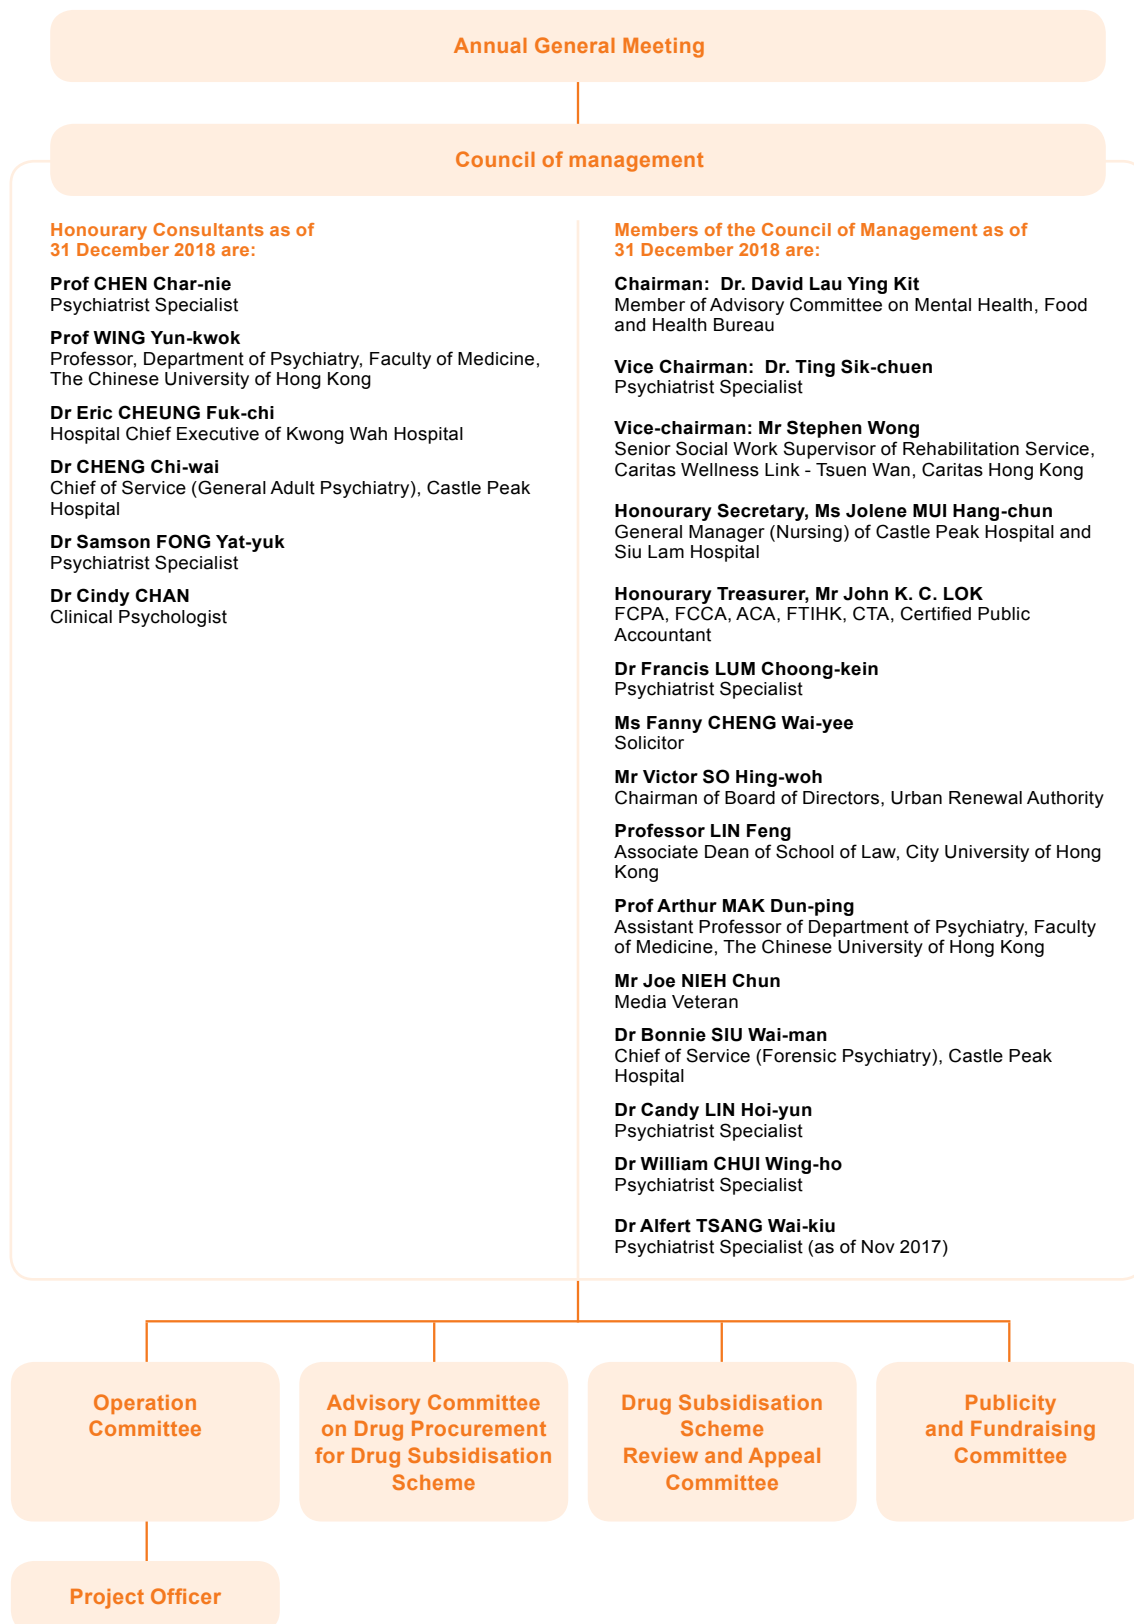 Annual General Meeting
Council of management
Honourary Consultants as of
31 December 2018 are:
Prof CHEN Char-nie
Psychiatrist Specialist
Prof WING Yun-kwok
Professor, Department of Psychiatry, Faculty of Medicine,
The Chinese University of Hong Kong
Dr Eric CHEUNG Fuk-chi
Hospital Chief Executive of Kwong Wah Hospital
Dr CHENG Chi-wai
Chief of Service (General Adult Psychiatry), Castle Peak
Hospital
Dr Samson FONG Yat-yuk
Psychiatrist Specialist
Dr Cindy CHAN
Clinical Psychologist
Members of the Council of Management as of
31 December 2018 are:
Chairman: Dr. David Lau Ying Kit
Member of Advisory Committee on Mental Health, Food
and Health Bureau
Vice Chairman: Dr. Ting Sik-chuen
Psychiatrist Specialist
Vice-chairman: Mr Stephen Wong
Senior Social Work Supervisor of Rehabilitation Service,
Caritas Wellness Link - Tsuen Wan, Caritas Hong Kong
Honourary Secretary, Ms Jolene MUI Hang-chun
General Manager (Nursing) of Castle Peak Hospital and
Siu Lam Hospital
Honourary Treasurer, Mr John K. C. LOK
FCPA, FCCA, ACA, FTIHK, CTA, Certified Public
Accountant
Dr Francis LUM Choong-kein
Psychiatrist Specialist
Ms Fanny CHENG Wai-yee
Solicitor
Mr Victor SO Hing-woh
Chairman of Board of Directors, Urban Renewal Authority
Professor LIN Feng
Associate Dean of School of Law, City University of Hong
Kong
Prof Arthur MAK Dun-ping
Assistant Professor of Department of Psychiatry, Faculty
of Medicine, The Chinese University of Hong Kong
Mr Joe NIEH Chun
Media Veteran
Dr Bonnie SIU Wai-man
Chief of Service (Forensic Psychiatry), Castle Peak
Hospital
Dr Candy LIN Hoi-yun
Psychiatrist Specialist
Dr William CHUI Wing-ho
Psychiatrist Specialist
Dr Alfert TSANG Wai-kiu
Psychiatrist Specialist (as of Nov 2017)
Operation
Committee
Advisory Committee
on Drug Procurement
for Drug Subsidisation
Scheme
Drug Subsidisation
Scheme
Review and Appeal
Committee
Publicity
and Fundraising
Committee
Project Officer